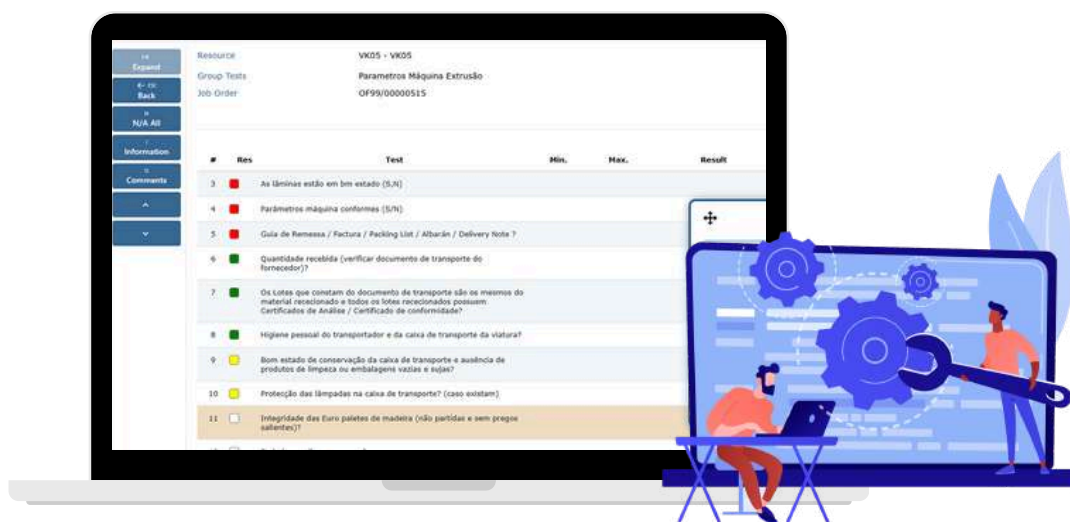 Expand
Back
N/A All
Information
Comments
Resource VK05 - VK05
Group Tests Parametros Máquina Extrusão
Job Order OF99/00000515
# Res Test Min. Max. Result
3 As lâminas estão em bm estado (S,N)
4 Parâmetros máquina conformes (S/N)
5 Guia de Remessa / Factura / Packing List / Albarán / Delivery Note ?
6 Quantidade recebida (verificar documento de transporte do
fornecedor)?
7 Os Lotes que constam do documento de transporte são os mesmos do
material rececionado e todos os lotes rececionados possuem
Certificados de Análise / Certificado de conformidade?
8 Higiene pessoal do transportador e da caixa de transporte da viatura?
9 Bom estado de conservação da caixa de transporte e ausência de
produtos de limpeza ou embalagens vazias e sujas?
10 Protecção das lâmpadas na caixa de transporte? (caso existam)
11 Integridade das Euro paletes de madeira (não partidas e sem pregos
salientes)?